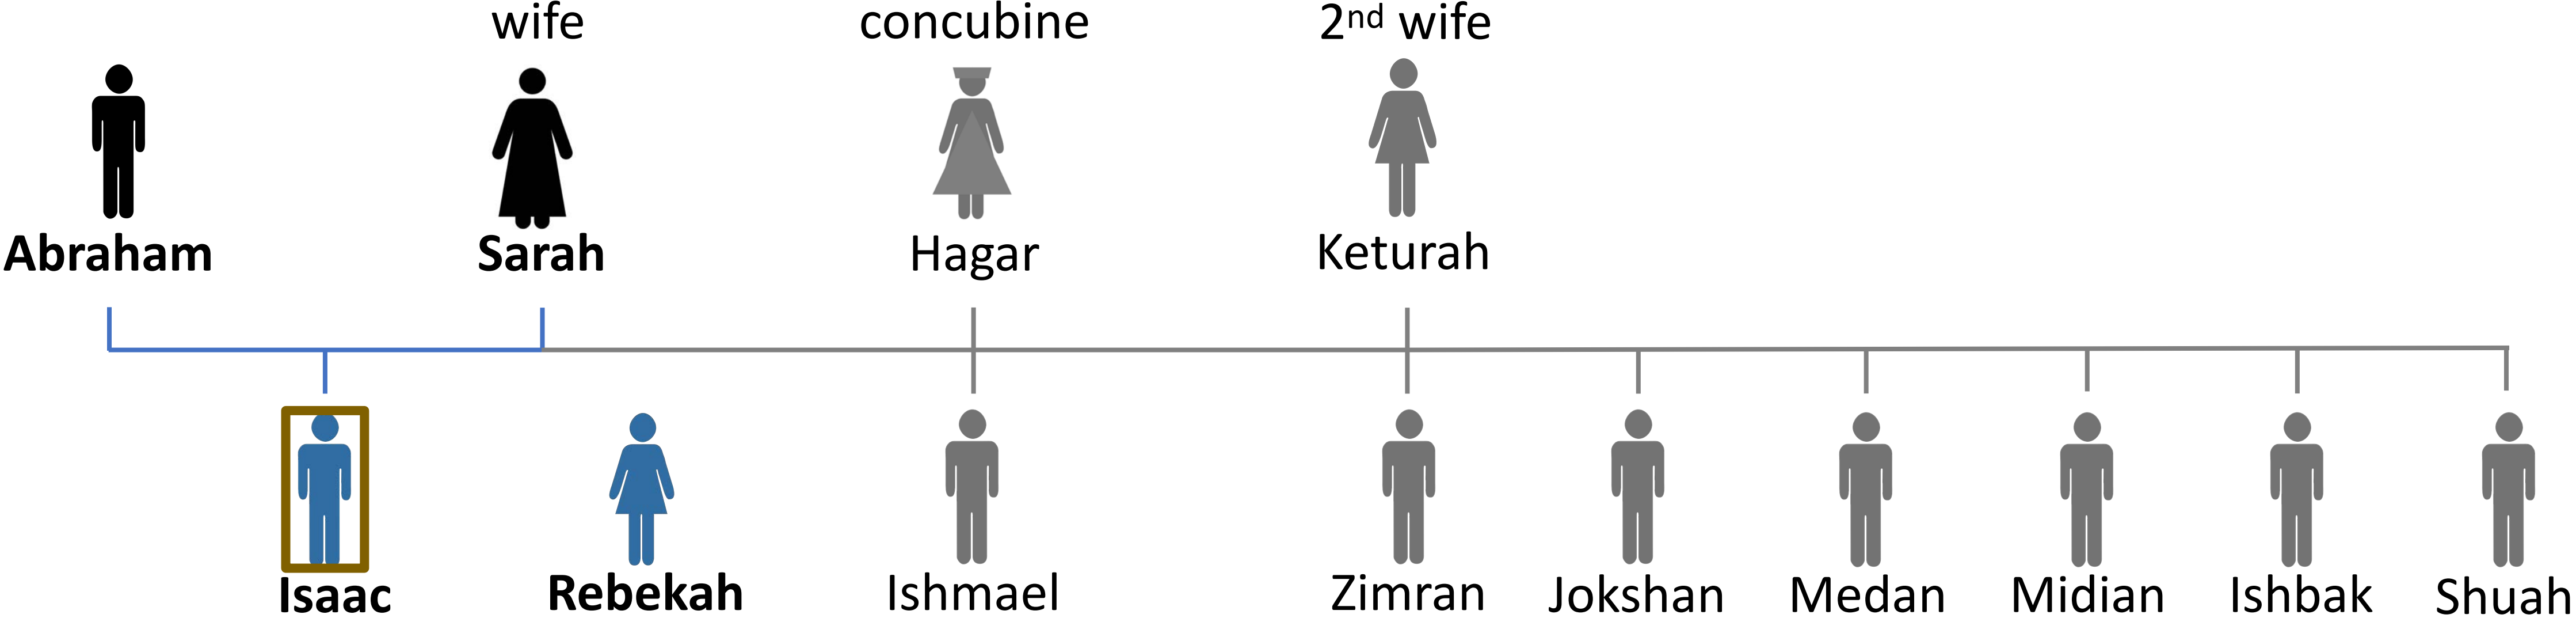 wife concubine 2nd wife
Abraham Sarah Hagar Keturah
Isaac Rebekah Ishmael Zimran Jokshan Medan Midian Ishbak Shuah